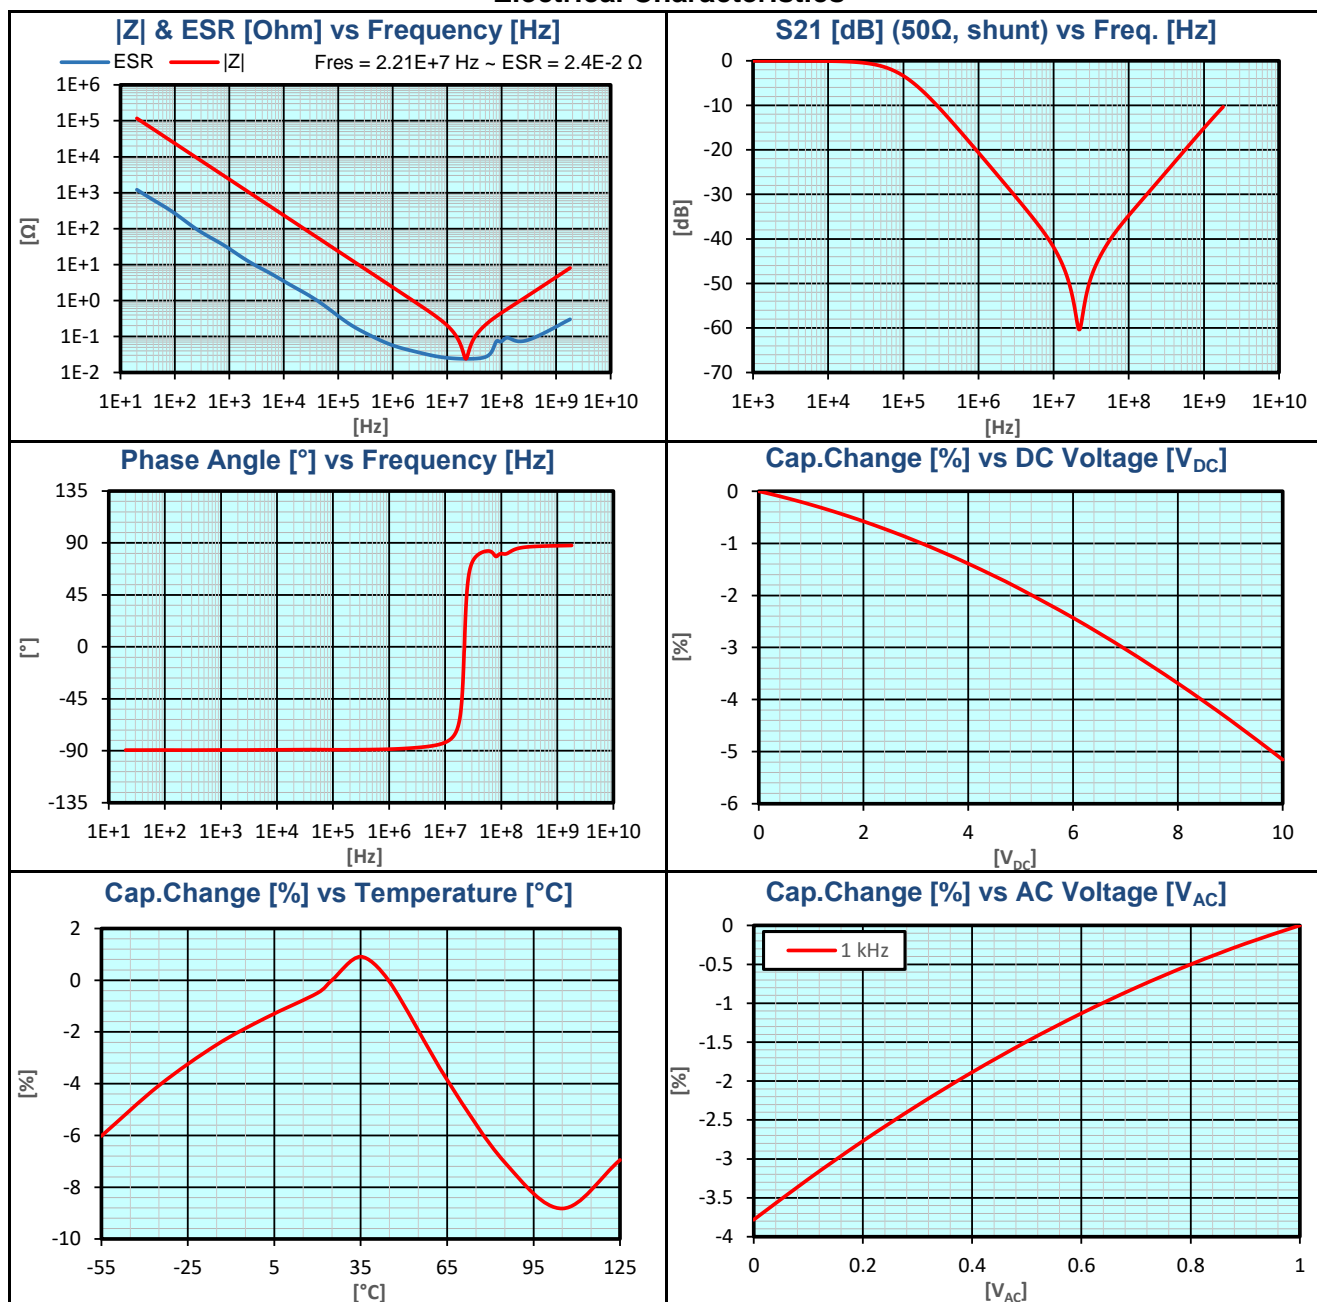 |Z| & ESR [Ohm] vs Frequency [Hz]
ESR |Z| Fres = 2.21E+7 Hz ~ ESR = 2.4E-2 Ω
1E+6
1E+5
1E+4
1E+3
1E+2
1E+1
1E+0
1E-1
1E-2
[Ω]
1E+1 1E+2 1E+3 1E+4 1E+5 1E+6 1E+7 1E+8 1E+9 1E+10
[Hz]
S21 [dB] (50Ω, shunt) vs Freq. [Hz]
0
-10
-20
-30
-40
-50
-60
-70
[dB]
1E+3 1E+4 1E+5 1E+6 1E+7 1E+8 1E+9 1E+10
[Hz]
Phase Angle [°] vs Frequency [Hz]
135
90
45
0
-45
-90
-135
[°]
1E+1 1E+2 1E+3 1E+4 1E+5 1E+6 1E+7 1E+8 1E+9 1E+10
[Hz]
Cap.Change [%] vs DC Voltage [VDC]
0
-1
-2
-3
-4
-5
-6
[%]
0 2 4 6 8 10
[VDC]
Cap.Change [%] vs Temperature [°C]
2
0
-2
-4
-6
-8
-10
[%]
-55 -25 5 35 65 95 125
[°C]
Cap.Change [%] vs AC Voltage [VAC]
1 kHz
0
-0.5
-1
-1.5
-2
-2.5
-3
-3.5
-4
[%]
0 0.2 0.4 0.6 0.8 1
[VAC]